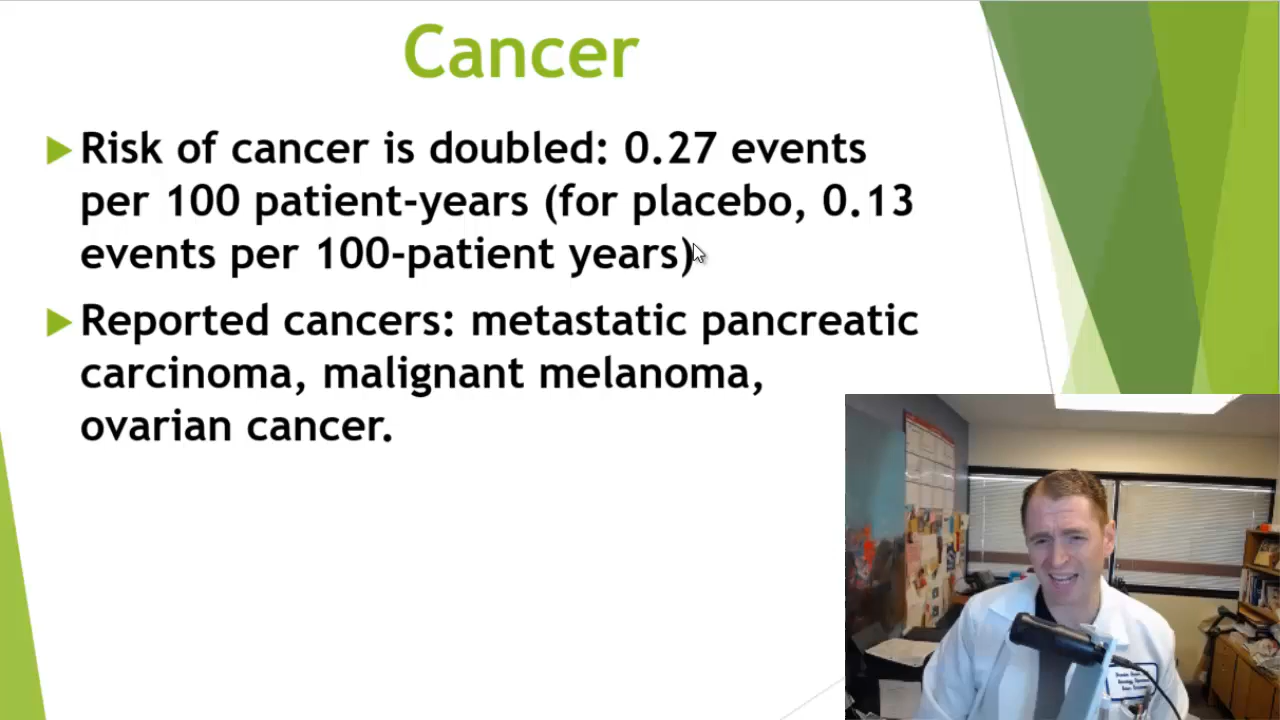 Cancer
Risk of cancer is doubled: 0.27 events
per 100 patient-years (for placebo, 0.13
events per 100-patient years)
Reported cancers: metastatic pancreatic
carcinoma, malignant melanoma,
ovarian cancer.